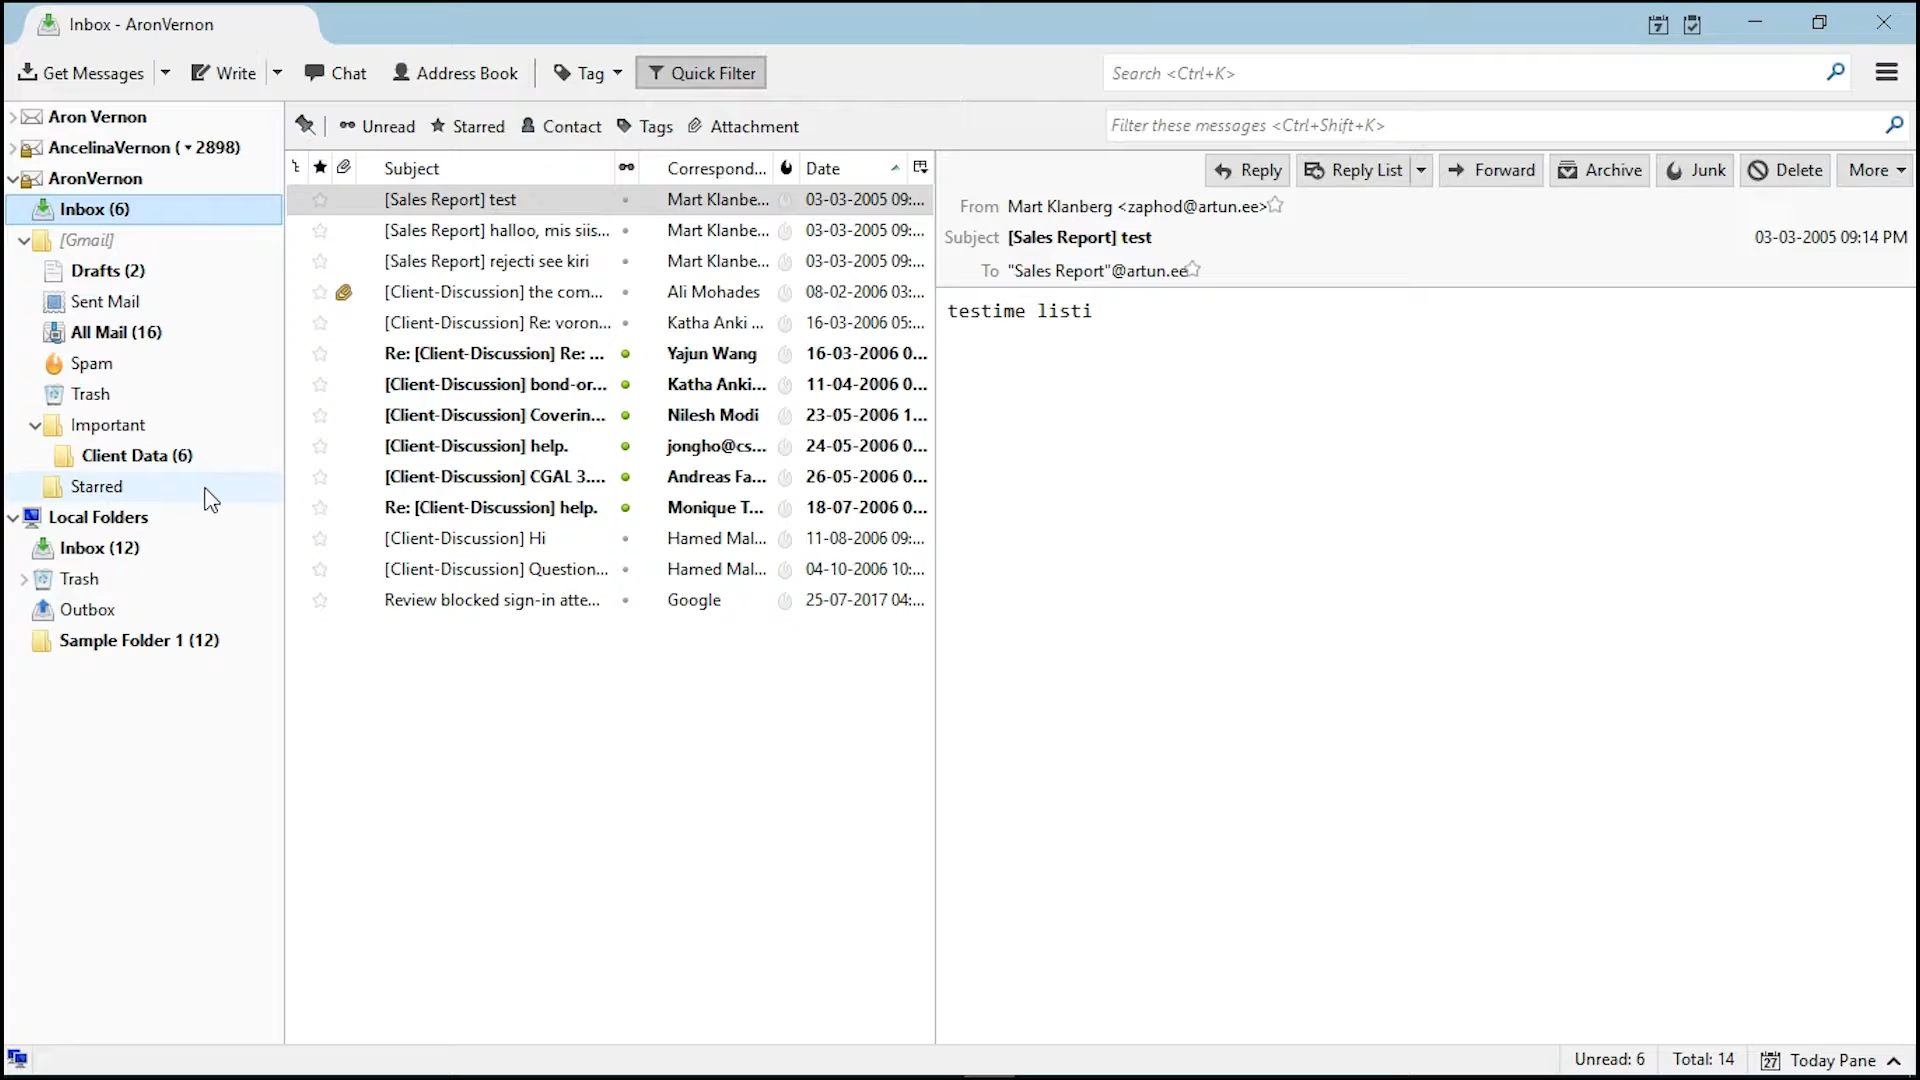 Inbox - AronVernon
Get Messages Write Chat Address Book Tag Quick Filter Search <Ctrl+K>
Aron Vernon
AncelinaVernon ( 2898)
AronVernon
Inbox (6)
[Gmail]
Drafts (2)
Sent Mail
All Mail (16)
Spam
Trash
Important
Client Data (6)
Starred
Local Folders
Inbox (12)
Trash
Outbox
Sample Folder 1 (12)
Unread Starred Contact Tags Attachment Filter these messages <Ctrl+Shift+K>
Subject Correspond... Date
[Sales Report] test Mart Klanbe... 03-03-2005 09:...
[Sales Report] halloo, mis siis... Mart Klanbe... 03-03-2005 09:...
[Sales Report] rejecti see kiri Mart Klanbe... 03-03-2005 09:...
[Client-Discussion] the com... Ali Mohades 08-02-2006 03:...
[Client-Discussion] Re: voron... Katha Anki ... 16-03-2006 05:...
Re: [Client-Discussion] Re: ... Yajun Wang 16-03-2006 0...
[Client-Discussion] bond-or... Katha Anki... 11-04-2006 0...
[Client-Discussion] Coverin... Nilesh Modi 23-05-2006 1...
[Client-Discussion] help. jongho@cs... 24-05-2006 0...
[Client-Discussion] CGAL 3.... Andreas Fa... 26-05-2006 0...
Re: [Client-Discussion] help. Monique T... 18-07-2006 0...
[Client-Discussion] Hi Hamed Mal... 11-08-2006 09:...
[Client-Discussion] Question... Hamed Mal... 04-10-2006 10:...
Review blocked sign-in atte... Google 25-07-2017 04:...
Reply Reply List Forward Archive Junk Delete More
From Mart Klanberg <zaphod@artun.ee>
Subject [Sales Report] test 03-03-2005 09:14 PM
To "Sales Report"@artun.ee
testime listi
Unread: 6 Total: 14 27 Today Pane